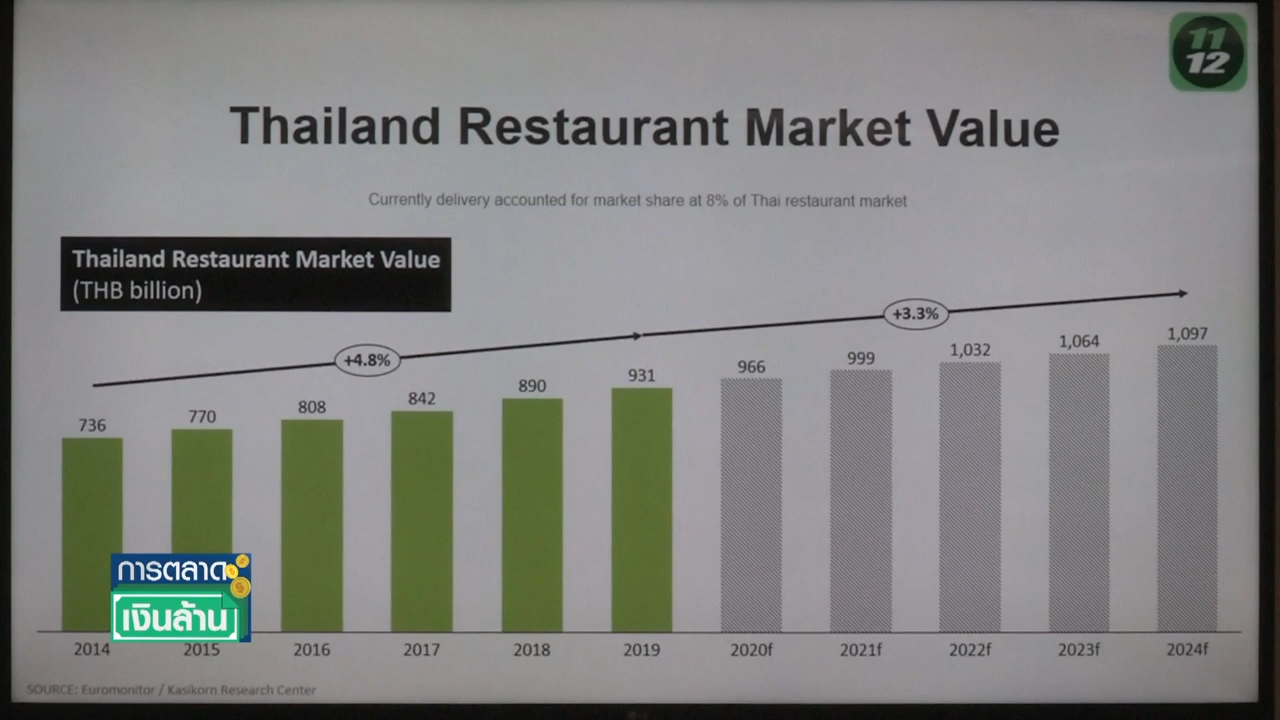 11
12
Thailand Restaurant Market Value
Currently delivery accounted for market share at 8% of Thai restaurant market
Thailand Restaurant Market Value
(THB billion)
+4.8%
+3.3%
736
770
808
842
890
931
966
999
1,032
1,064
1,097
การตลาด
เงินล้าน
2014
2015
2016
2017
2018
2019
2020f
2021f
2022f
2023f
2024f
SOURCE: Euromonitor / Kasikorn Research Center